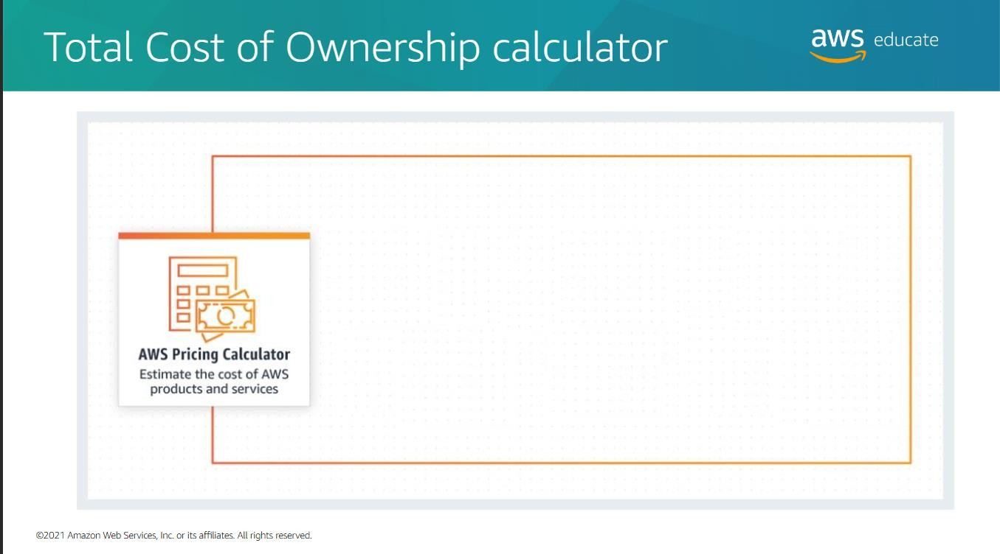 Total Cost of Ownership calculator
aws educate
AWS Pricing Calculator
Estimate the cost of AWS
products and services
©2021 Amazon Web Services, Inc. or its affiliates. All rights reserved.